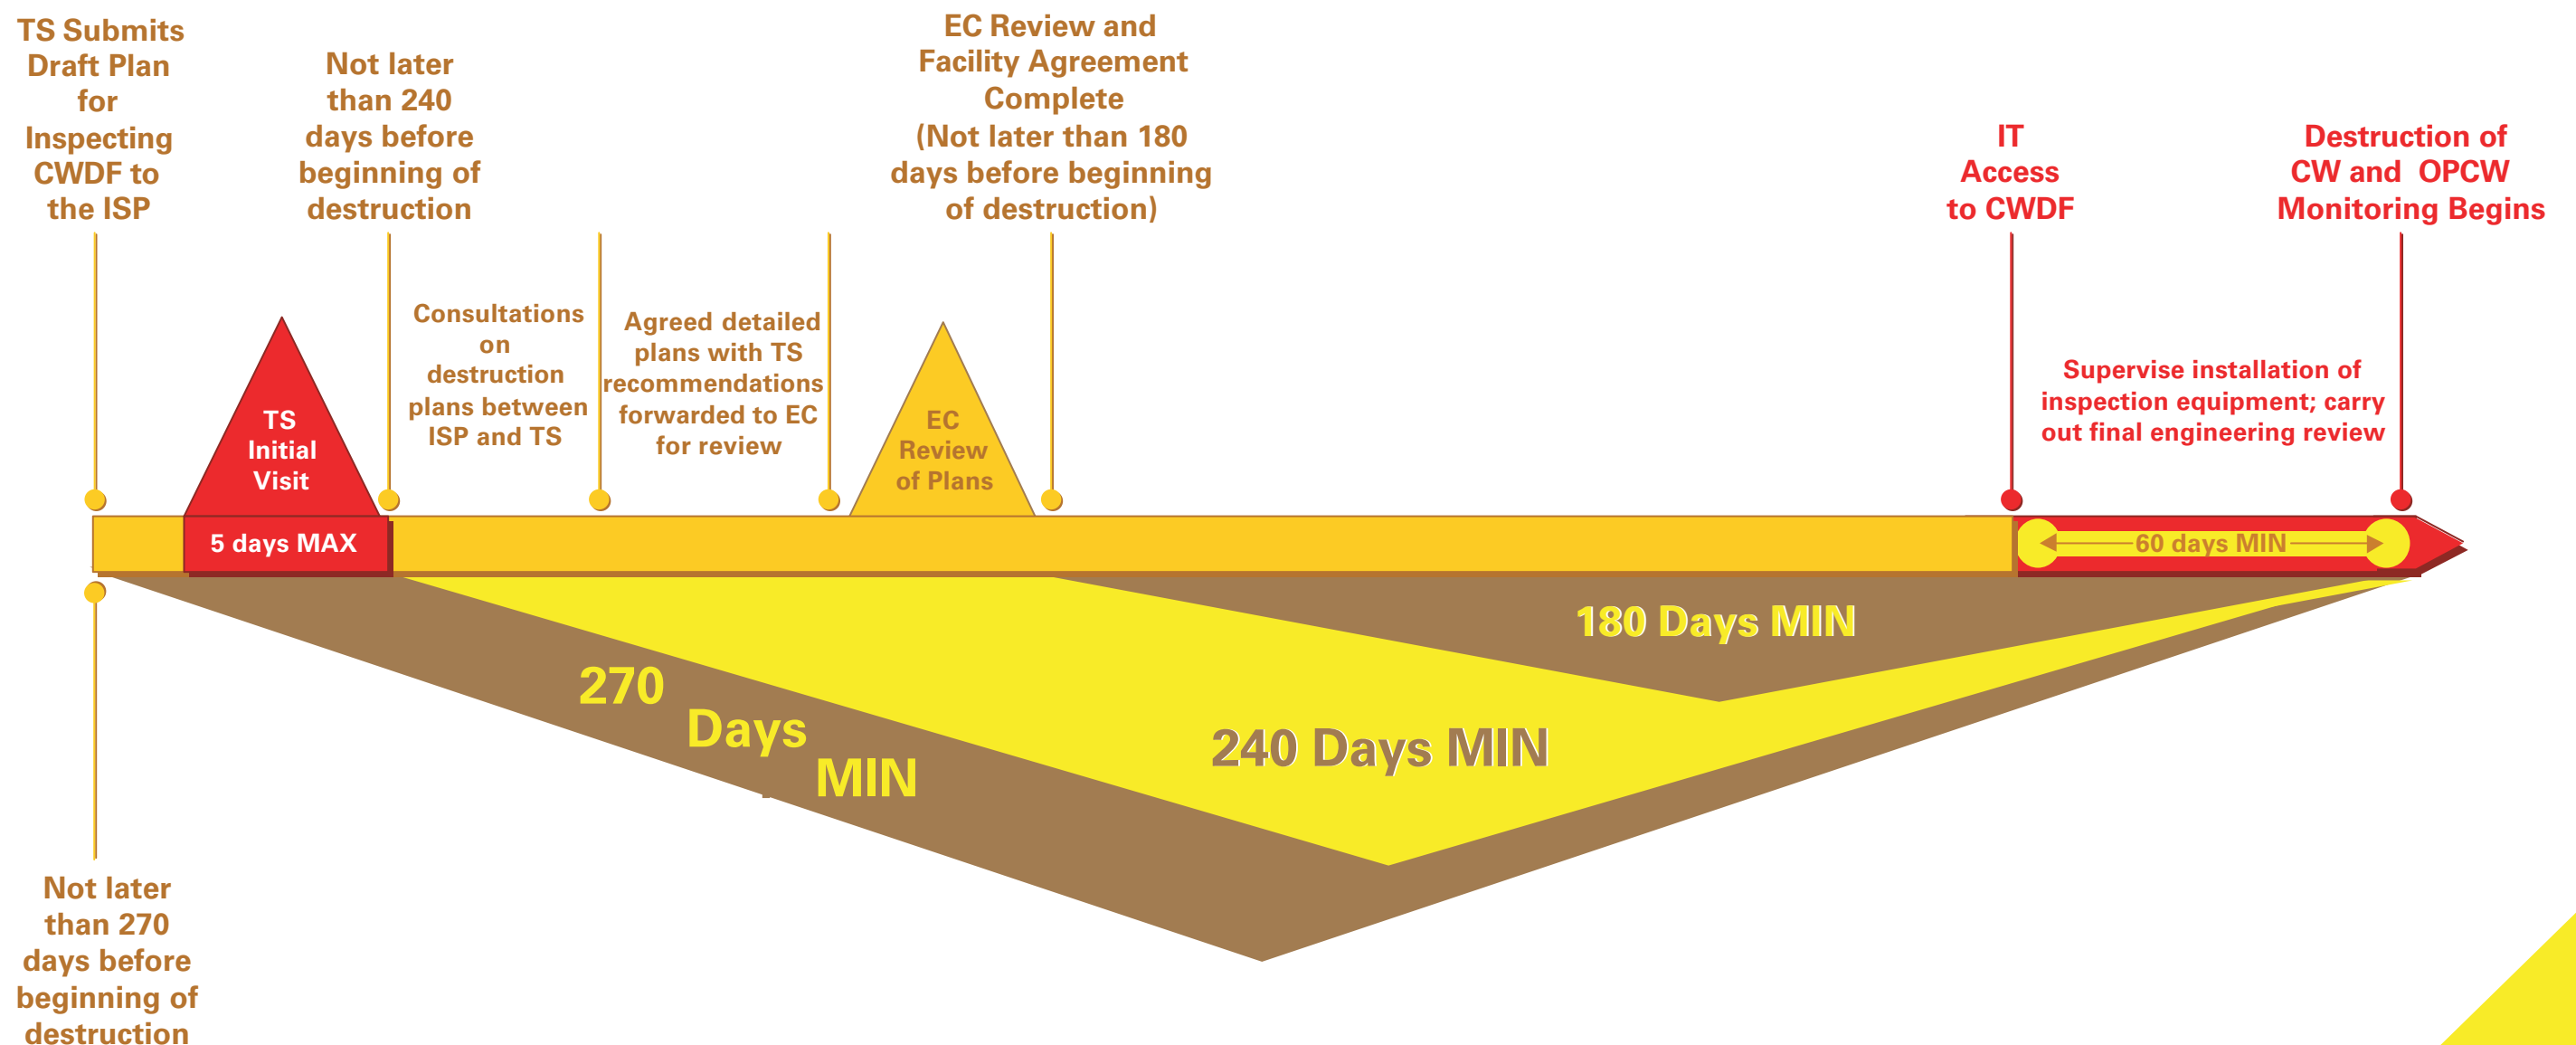 TS Submits
Draft Plan
for
Inspecting
CWDF to
the ISP
Not later
than 240
days before
beginning of
destruction
EC Review and
Facility Agreement
Complete
(Not later than 180
days before beginning
of destruction)
IT
Access
to CWDF
Destruction of
CW and OPCW
Monitoring Begins
TS
Initial
Visit
Consultations
on
destruction
plans between
ISP and TS
Agreed detailed
plans with TS
recommendations
forwarded to EC
for review
EC
Review
of Plans
Supervise installation of
inspection equipment; carry
out final engineering review
5 days MAX
60 days MIN
180 Days MIN
270
Days
MIN
240 Days MIN
Not later
than 270
days before
beginning of
destruction